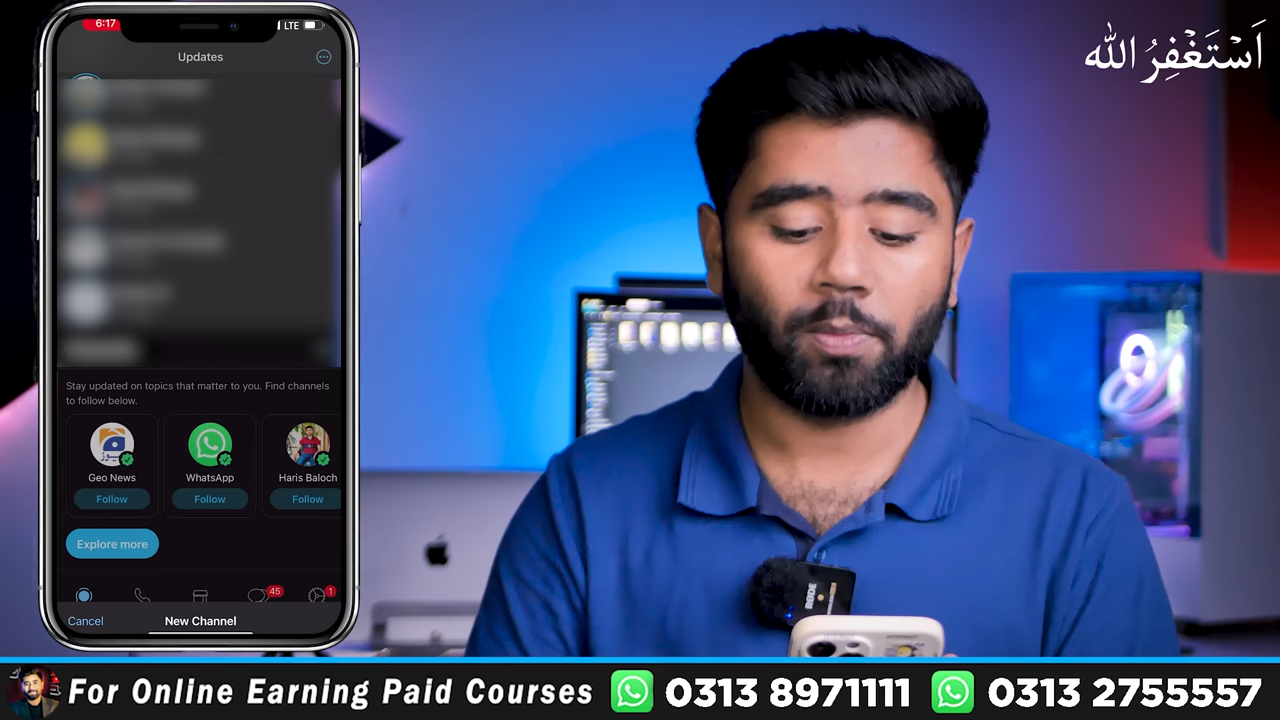 6:17
LTE
Updates
Stay updated on topics that matter to you. Find channels
to follow below.
Geo News
WhatsApp
Haris Baloch
Follow
Follow
Follow
Explore more
45
1
Cancel
New Channel
اَسْتَغْفِرُ اللّٰه
RØDE
For Online Earning Paid Courses
0313 8971111
0313 2755557